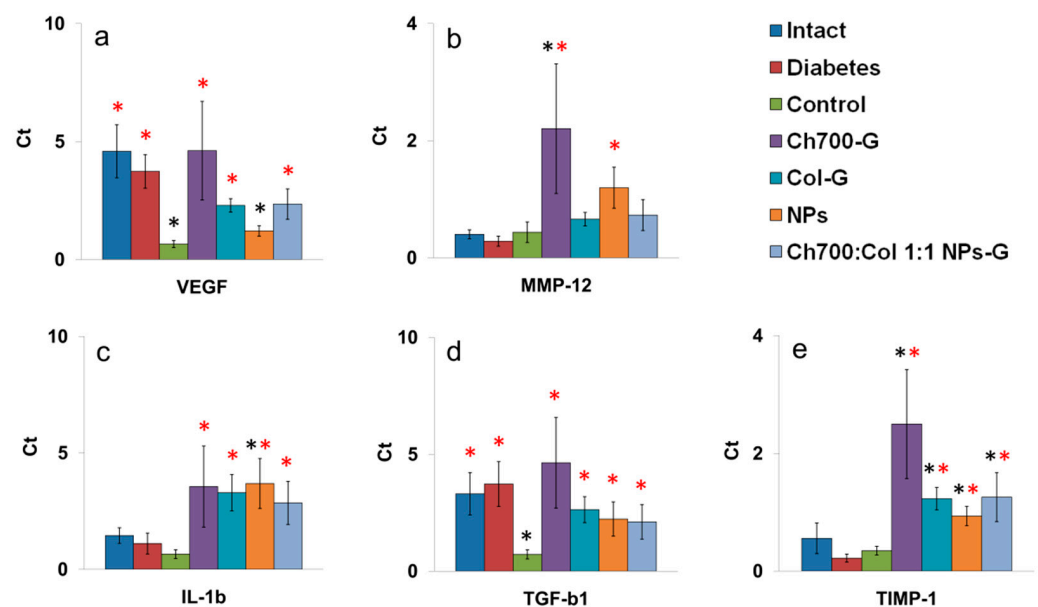 a
10
5
0
Ct
*
*
*
*
*
*
*
VEGF
b
4
2
0
Ct
**
*
MMP-12
Intact
Diabetes
Control
Ch700-G
Col-G
NPs
Ch700:Col 1:1 NPs-G
c
10
5
0
Ct
*
*
**
*
IL-1b
d
10
5
0
Ct
*
*
*
*
*
*
*
TGF-b1
e
4
2
0
Ct
**
**
**
**
TIMP-1